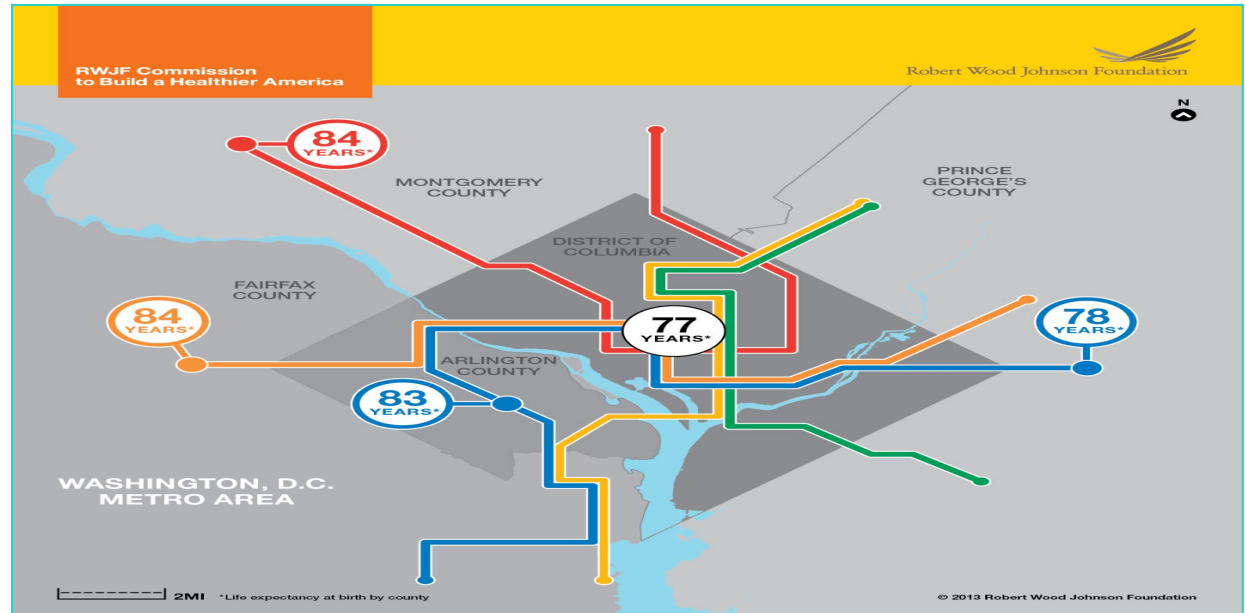 RWJF Commission
to Build a Healthier America
Robert Wood Johnson Foundation
N
84
YEARS*
MONTGOMERY
COUNTY
PRINCE
GEORGE'S
COUNTY
DISTRICT OF
COLUMBIA
FAIRFAX
COUNTY
84
YEARS*
77
YEARS*
78
YEARS*
ARLINGTON
COUNTY
83
YEARS*
WASHINGTON, D.C.
METRO AREA
2MI *Life expectancy at birth by county
© 2013 Robert Wood Johnson Foundation